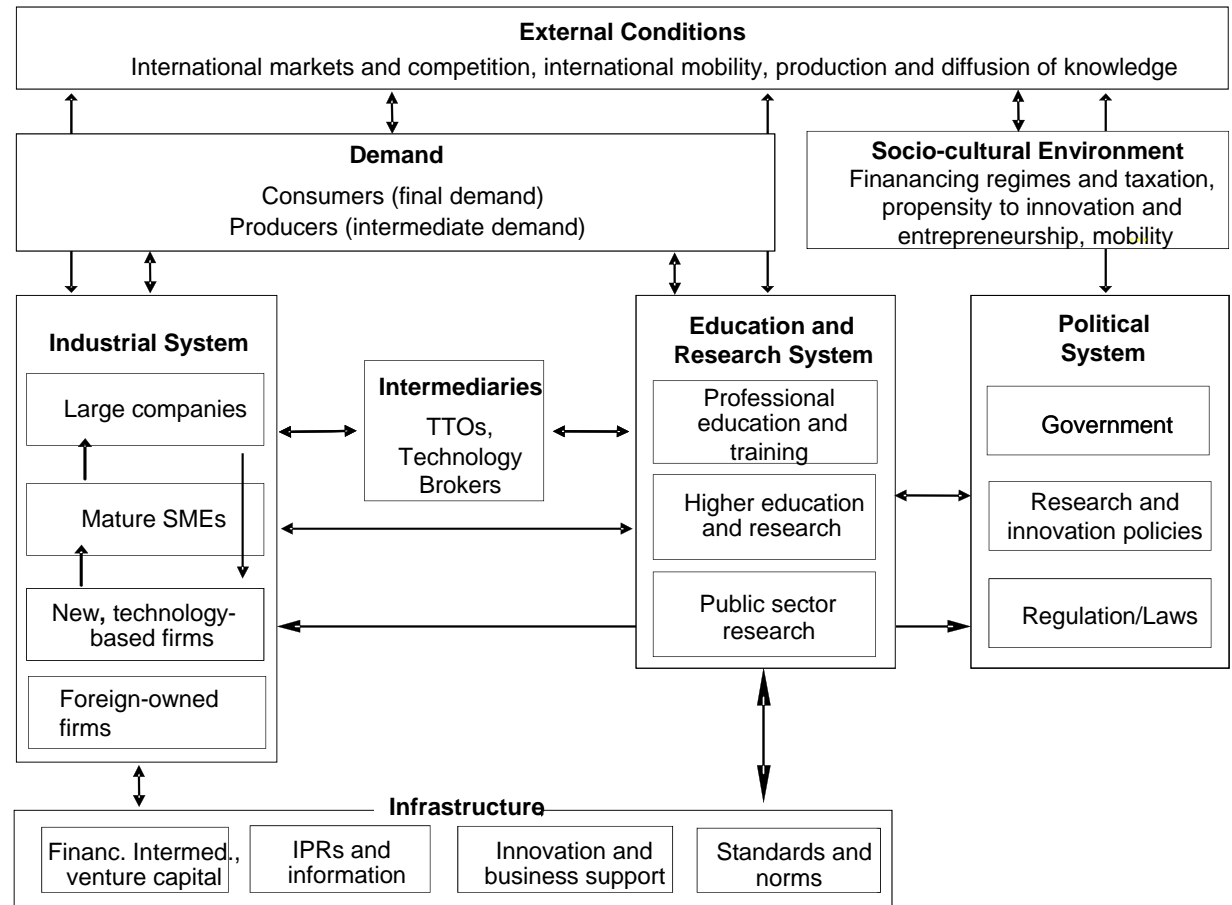 External Conditions
International markets and competition, international mobility, production and diffusion of knowledge
Demand
Consumers (final demand)
Producers (intermediate demand)
Socio-cultural Environment
Finanancing regimes and taxation,
propensity to innovation and
entrepreneurship, mobility
Industrial System
Large companies
Mature SMEs
New, technology-
based firms
Foreign-owned
firms
Intermediaries
TTOs,
Technology
Brokers
Education and
Research System
Professional
education and
training
Higher education
and research
Public sector
research
Political
System
Government
Research and
innovation policies
Regulation/Laws
Infrastructure
Financ. Intermed.,
venture capital
IPRs and
information
Innovation and
business support
Standards and
norms